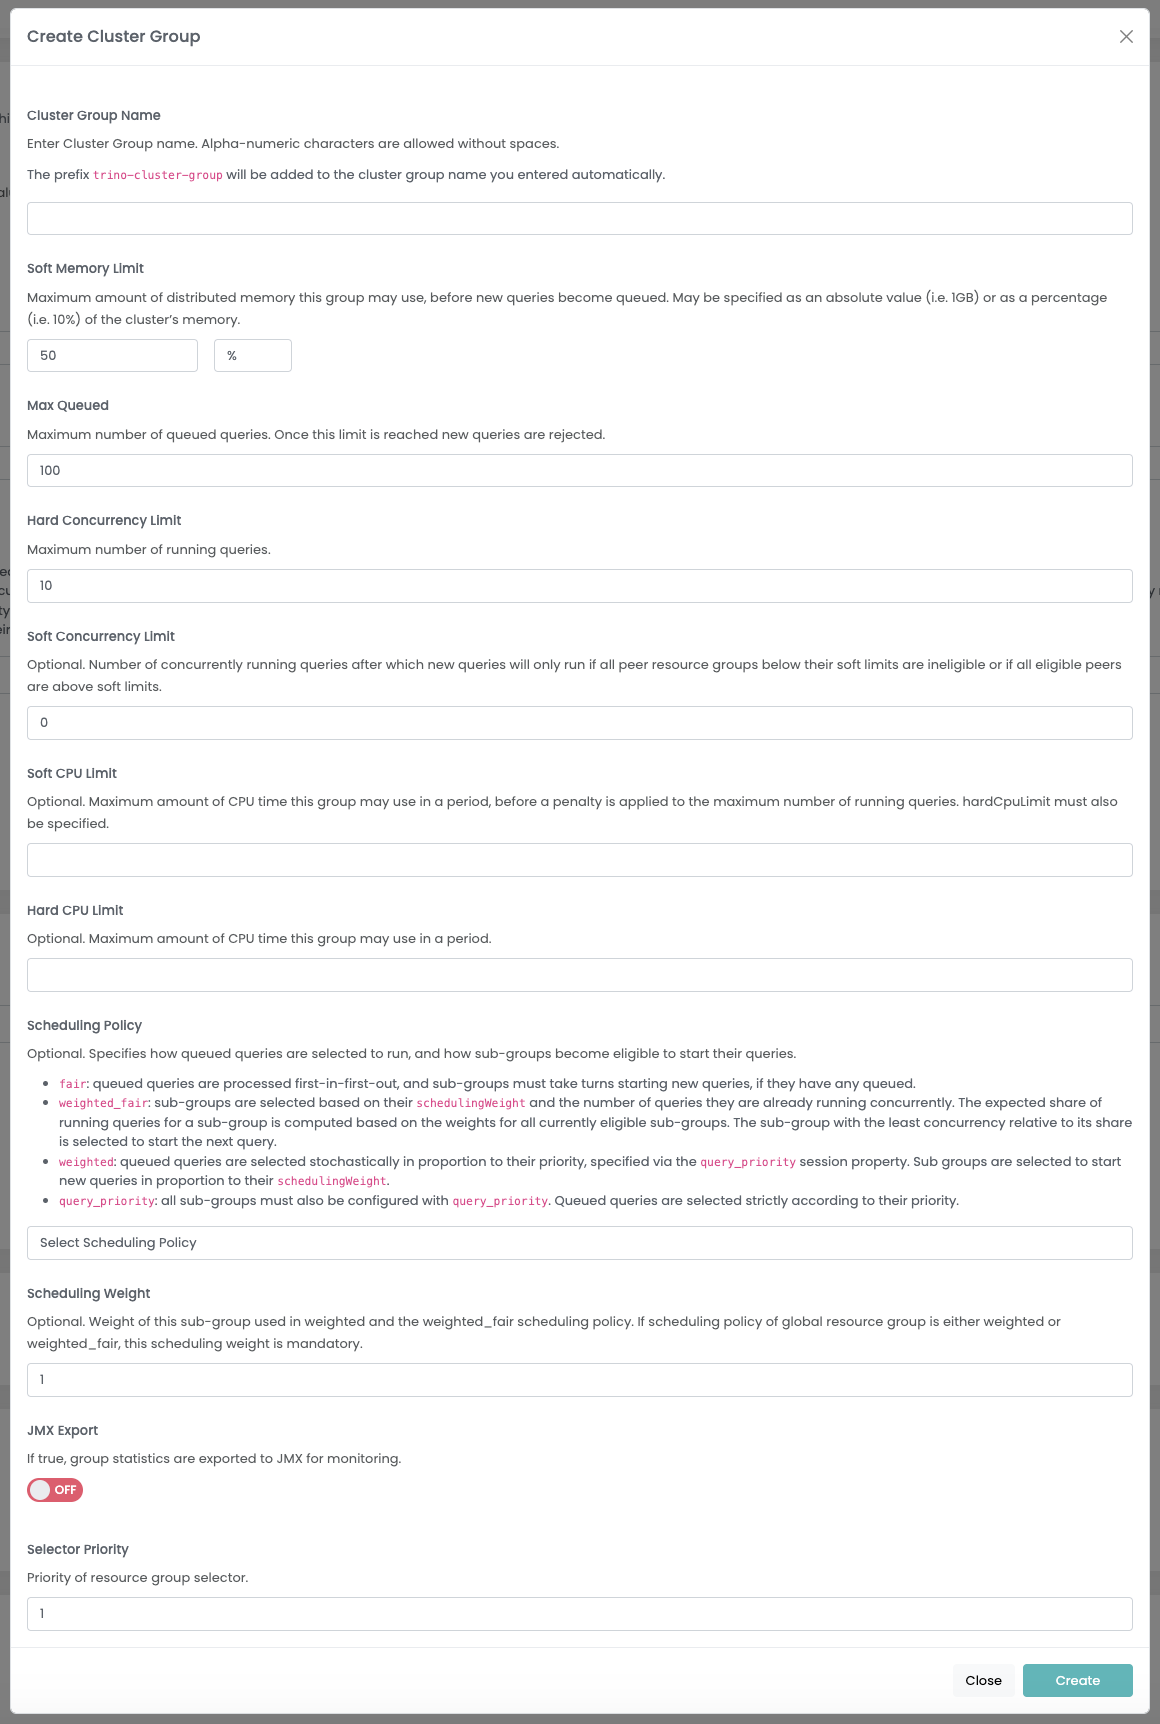 Create Cluster Group
Cluster Group Name
Enter Cluster Group name. Alpha-numeric characters are allowed without spaces.
The prefix trino-cluster-group will be added to the cluster group name you entered automatically.
Soft Memory Limit
Maximum amount of distributed memory this group may use, before new queries become queued. May be specified as an absolute value (i.e. 1GB) or as a percentage
(i.e. 10%) of the cluster’s memory.
50 %
Max Queued
Maximum number of queued queries. Once this limit is reached new queries are rejected.
100
Hard Concurrency Limit
Maximum number of running queries.
10
Soft Concurrency Limit
Optional. Number of concurrently running queries after which new queries will only run if all peer resource groups below their soft limits are ineligible or if all eligible peers
are above soft limits.
0
Soft CPU Limit
Optional. Maximum amount of CPU time this group may use in a period, before a penalty is applied to the maximum number of running queries. hardCpuLimit must also
be specified.
Hard CPU Limit
Optional. Maximum amount of CPU time this group may use in a period.
Scheduling Policy
Optional. Specifies how queued queries are selected to run, and how sub-groups become eligible to start their queries.
• fair: queued queries are processed first-in-first-out, and sub-groups must take turns starting new queries, if they have any queued.
• weighted_fair: sub-groups are selected based on their schedulingWeight and the number of queries they are already running concurrently. The expected share of
running queries for a sub-group is computed based on the weights for all currently eligible sub-groups. The sub-group with the least concurrency relative to its share
is selected to start the next query.
• weighted: queued queries are selected stochastically in proportion to their priority, specified via the query_priority session property. Sub groups are selected to start
new queries in proportion to their schedulingWeight.
• query_priority: all sub-groups must also be configured with query_priority. Queued queries are selected strictly according to their priority.
Select Scheduling Policy
Scheduling Weight
Optional. Weight of this sub-group used in weighted and the weighted_fair scheduling policy. If scheduling policy of global resource group is either weighted or
weighted_fair, this scheduling weight is mandatory.
1
JMX Export
If true, group statistics are exported to JMX for monitoring.
OFF
Selector Priority
Priority of resource group selector.
1
Close Create